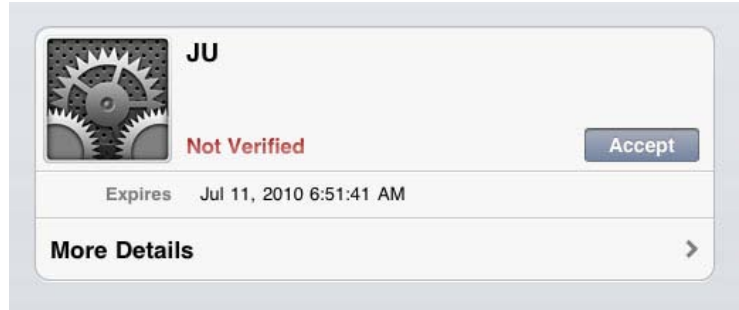 JU
Not Verified
Accept
Expires Jul 11, 2010 6:51:41 AM
More Details